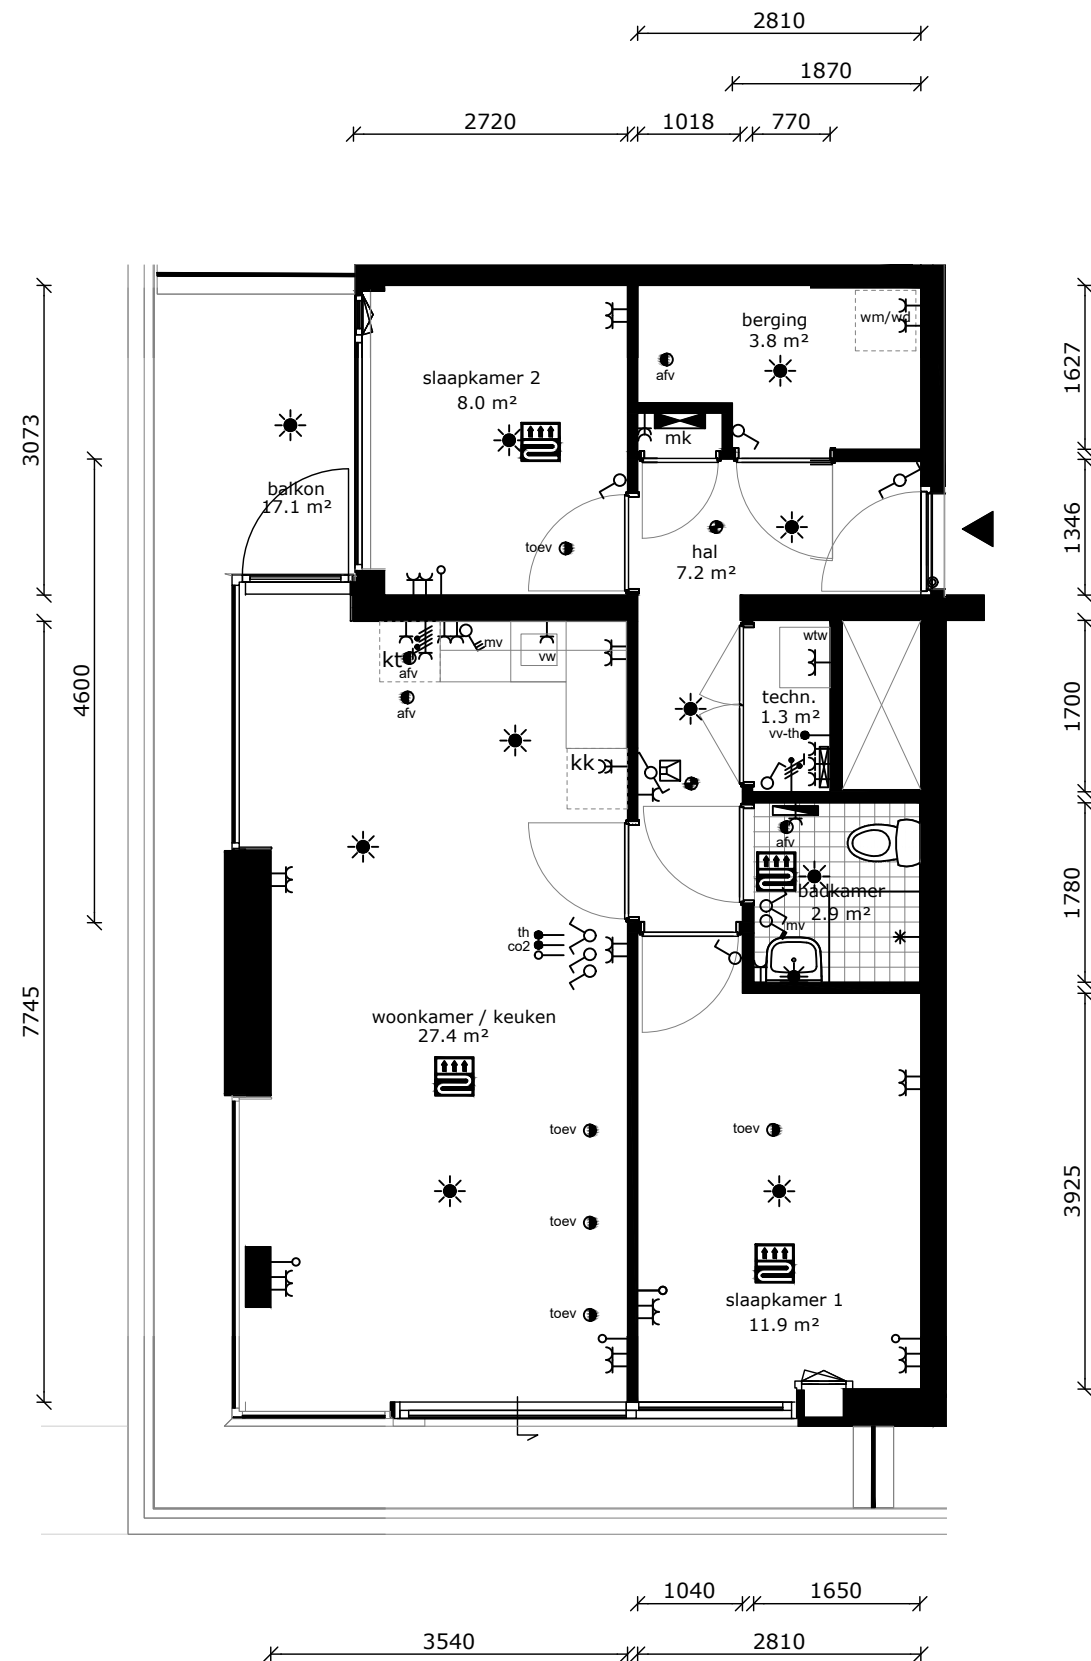 2810
1870
2720
1018
770
berging
3.8 m²
wm/wd
1627
slaapkamer 2
8.0 m²
afv
mk
3073
balkon
17.1 m²
toev
hal
7.2 m²
1346
4600
kt
afv
mv
vw
afv
wtw
techn.
1.3 m²
vv-th
1700
kk
afv
badkamer
2.9 m²
mv
1780
th
co2
7745
woonkamer / keuken
27.4 m²
toev
toev
3925
toev
slaapkamer 1
11.9 m²
toev
1040
1650
3540
2810